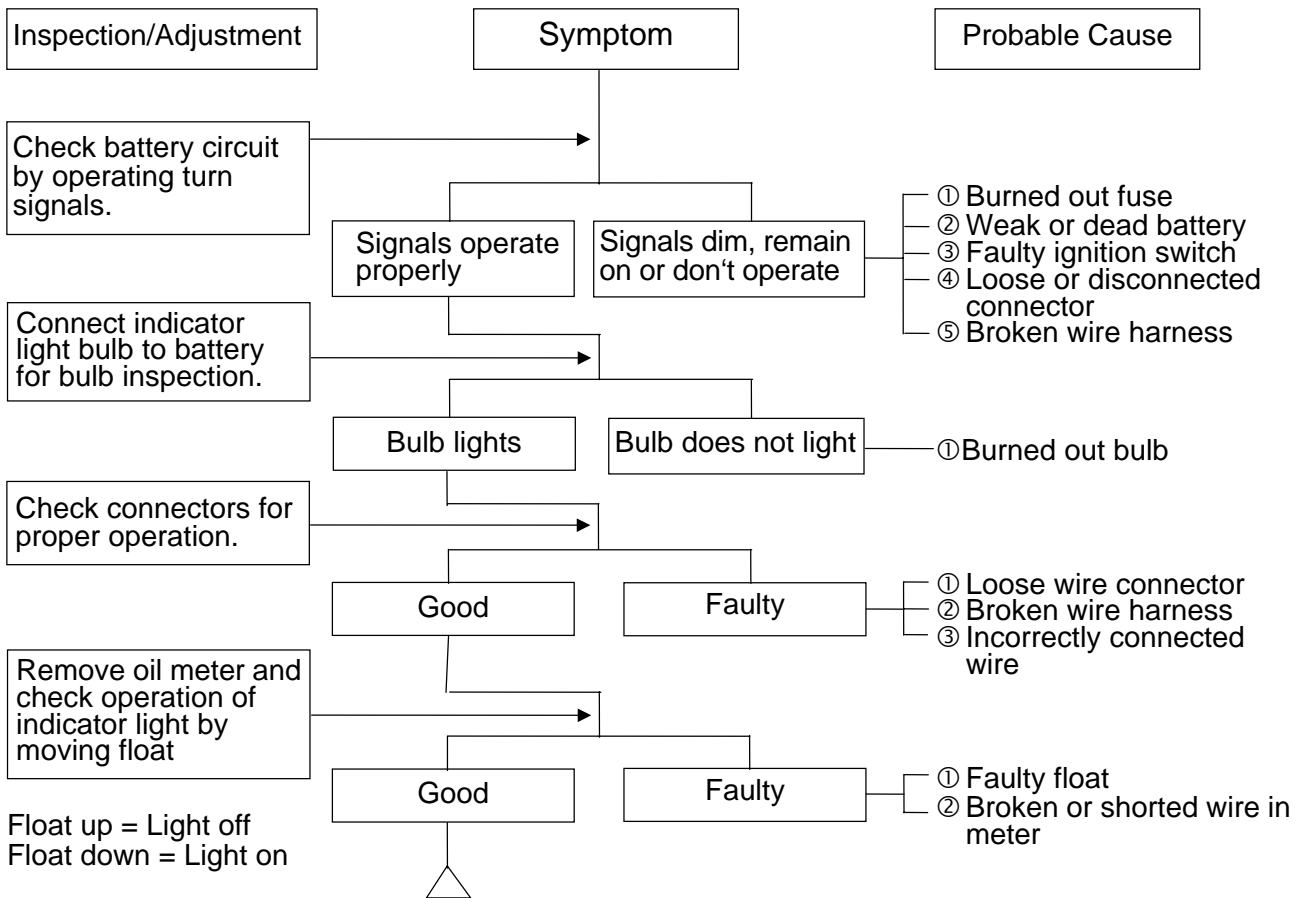 Inspection/Adjustment
Symptom
Probable Cause
Check battery circuit
by operating turn
signals.
Signals operate
properly
Signals dim, remain
on or don‘t operate
① Burned out fuse
② Weak or dead battery
③ Faulty ignition switch
④ Loose or disconnected
connector
⑤ Broken wire harness
Connect indicator
light bulb to battery
for bulb inspection.
Bulb lights
Bulb does not light
①Burned out bulb
Check connectors for
proper operation.
Good
Faulty
① Loose wire connector
② Broken wire harness
③ Incorrectly connected
wire
Remove oil meter and
check operation of
indicator light by
moving float
Good
Faulty
① Faulty float
② Broken or shorted wire in
meter
Float up = Light off
Float down = Light on